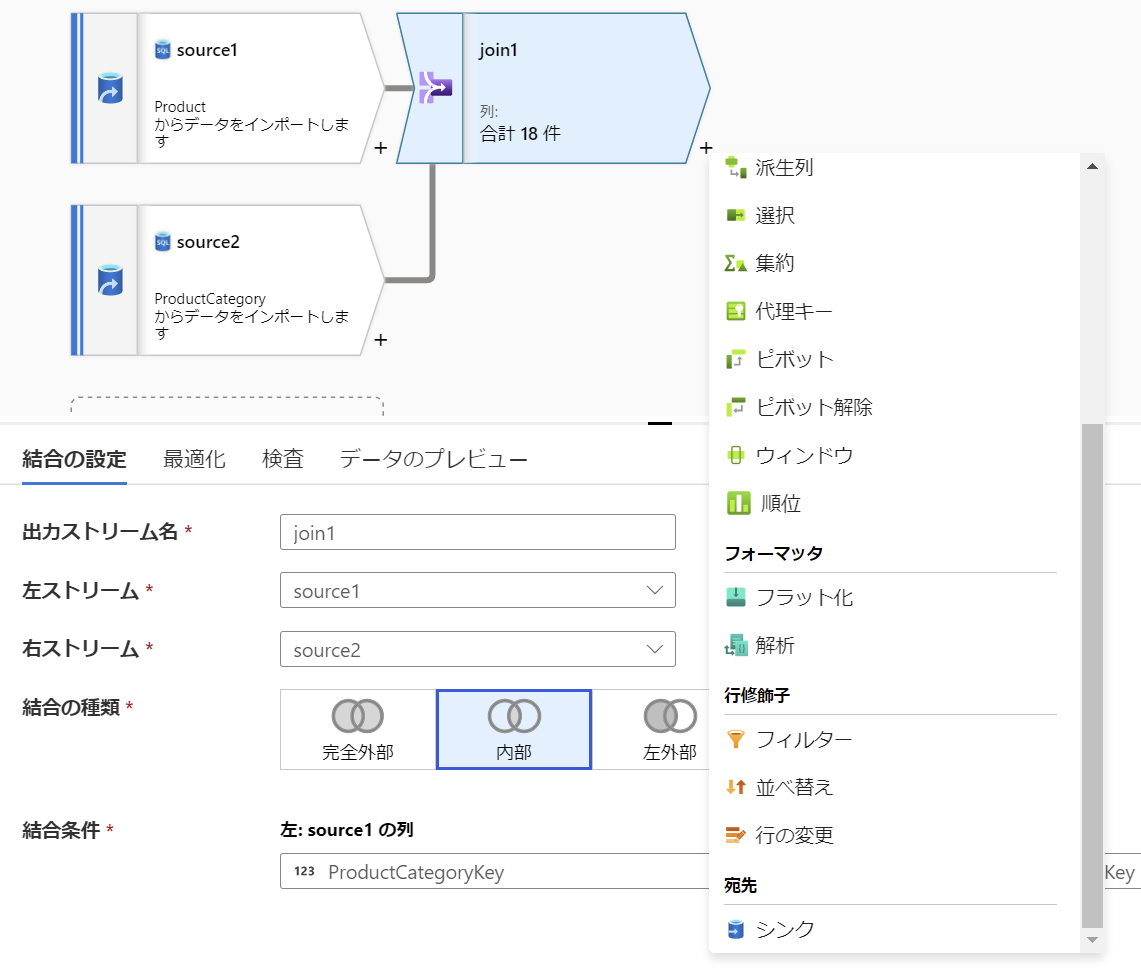 source1
Product
からデータをインポートしま
す
+
join1
列:
合計 18 件
+
source2
ProductCategory
からデータをインポートしま
す
+
派生列
選択
集約
代理キー
ピボット
ピボット解除
ウィンドウ
順位
フォーマッタ
フラット化
解析
行修飾子
フィルター
並べ替え
行の変更
宛先
シンク
結合の設定 最適化 検査 データのプレビュー
出力ストリーム名 * join1
左ストリーム * source1
右ストリーム * source2
結合の種類 * 完全外部 内部 左外部
結合条件 * 左: source1 の列
123 ProductCategoryKey Key